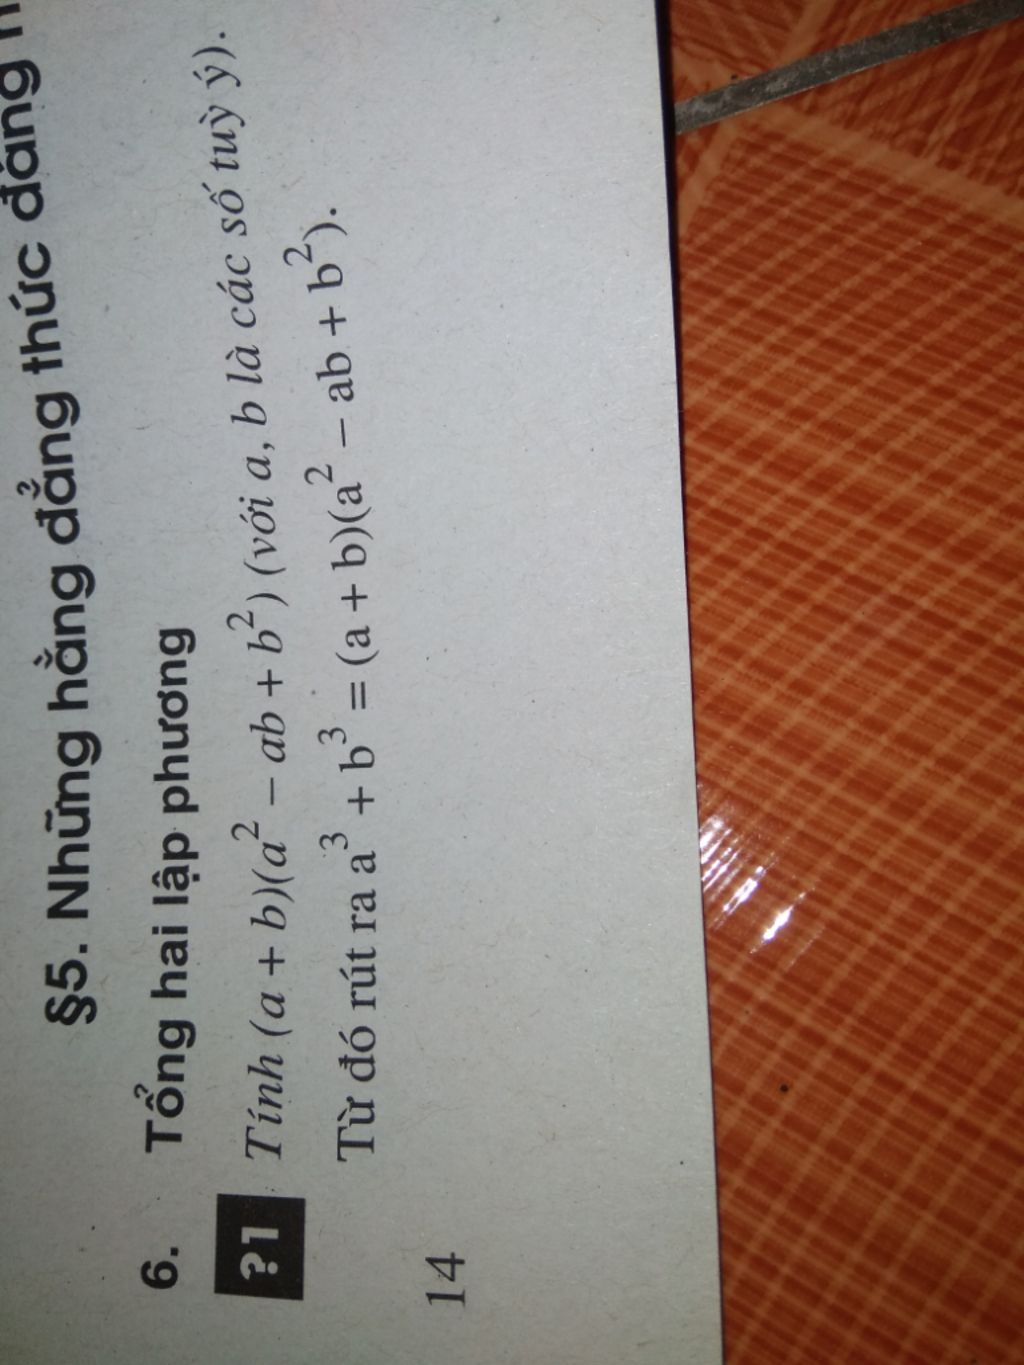 §5. Những hằng đẳng thức đáng
6. Tổng hai lập phương
?1 Tính (a + b)(a² – ab + b²) (với a, b là các số tuỳ ý).
Từ đó rút ra a³ + b³ = (a + b)(a² – ab + b²).
14